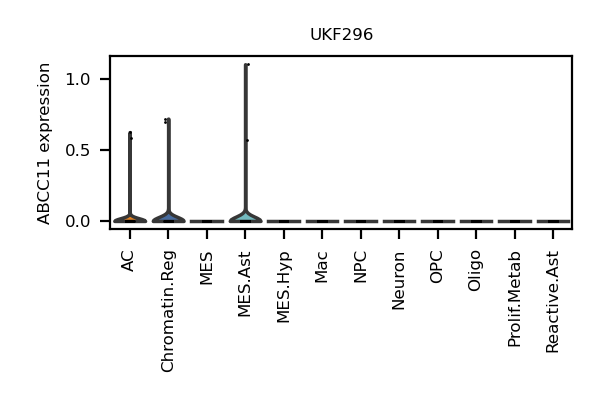 UKF296
ABCC11 expression
1.0
0.5
0.0
AC
Chromatin.Reg
MES
MES.Ast
MES.Hyp
Mac
NPC
Neuron
OPC
Oligo
Prolif.Metab
Reactive.Ast